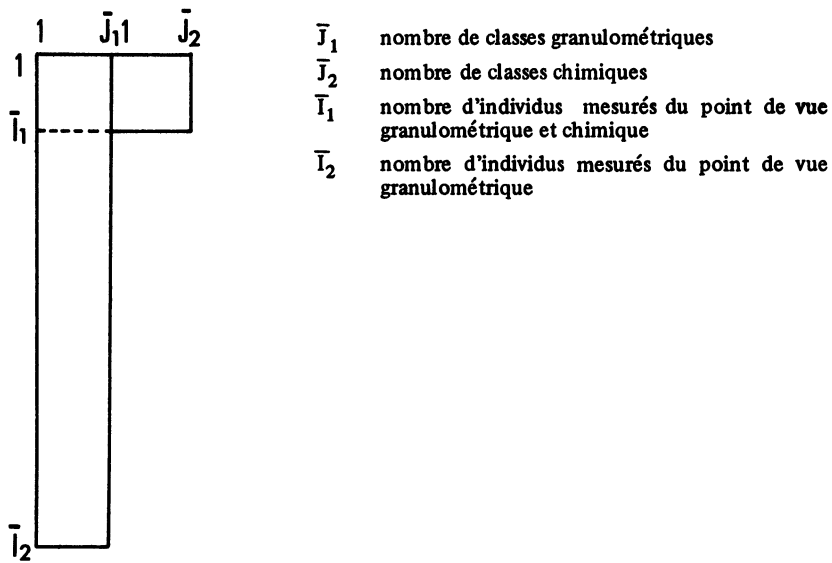 1 J̄₁ 1 J̄₂
1
Ī₁
Ī₂
J̄₁ nombre de classes granulométriques
J̄₂ nombre de classes chimiques
Ī₁ nombre d'individus mesurés du point de vue
granulométrique et chimique
Ī₂ nombre d'individus mesurés du point de vue
granulométrique